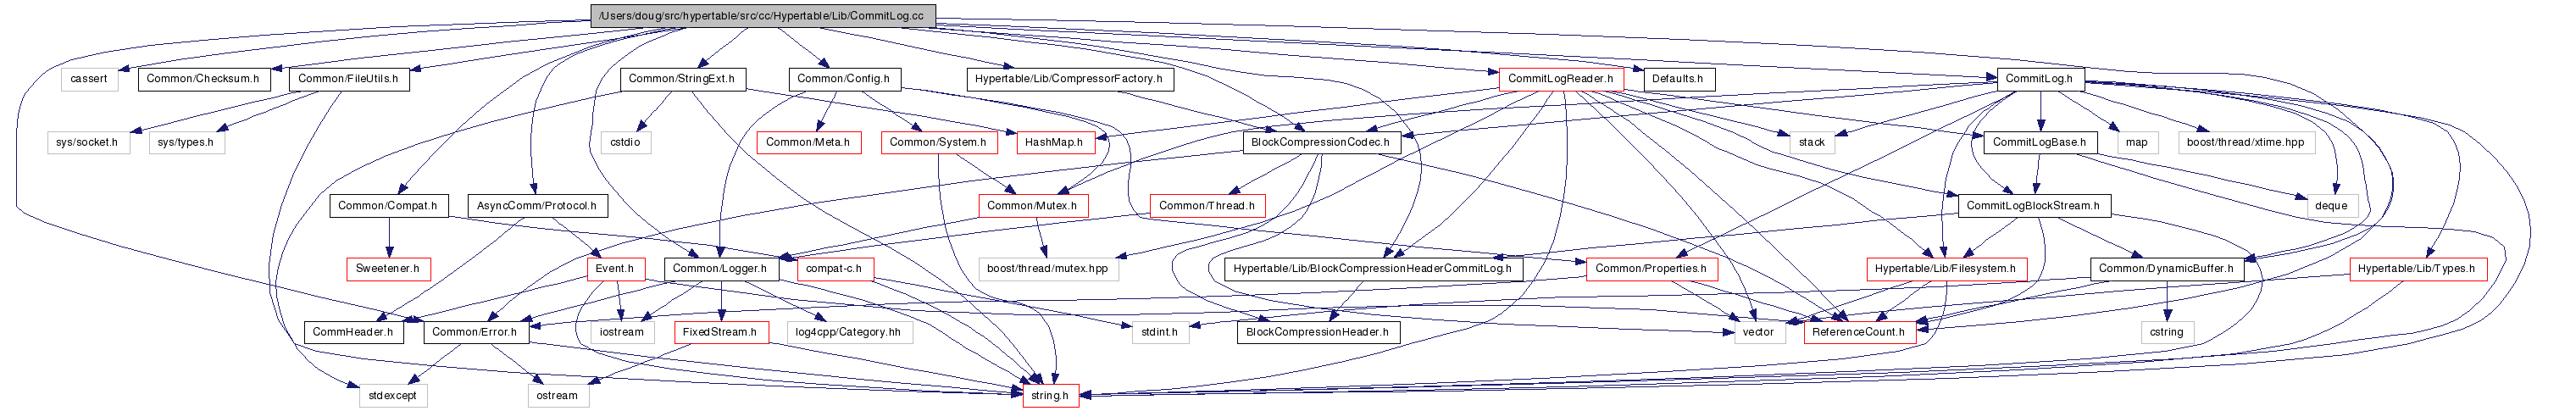 /Users/doug/src/hypertable/src/cc/Hypertable/Lib/CommitLog.cc
cassert
Common/Checksum.h
Common/FileUtils.h
Common/StringExt.h
Common/Config.h
Hypertable/Lib/CompressorFactory.h
CommitLogReader.h
Defaults.h
CommitLog.h
sys/socket.h
sys/types.h
cstdio
Common/Meta.h
Common/System.h
HashMap.h
BlockCompressionCodec.h
stack
CommitLogBase.h
map
boost/thread/xtime.hpp
Common/Compat.h
AsyncComm/Protocol.h
Common/Mutex.h
Common/Thread.h
CommitLogBlockStream.h
deque
Sweetener.h
Event.h
Common/Logger.h
compat-c.h
boost/thread/mutex.hpp
Hypertable/Lib/BlockCompressionHeaderCommitLog.h
Common/Properties.h
Hypertable/Lib/Filesystem.h
Common/DynamicBuffer.h
Hypertable/Lib/Types.h
CommHeader.h
Common/Error.h
iostream
FixedStream.h
log4cpp/Category.hh
stdint.h
BlockCompressionHeader.h
vector
ReferenceCount.h
cstring
stdexcept
ostream
string.h